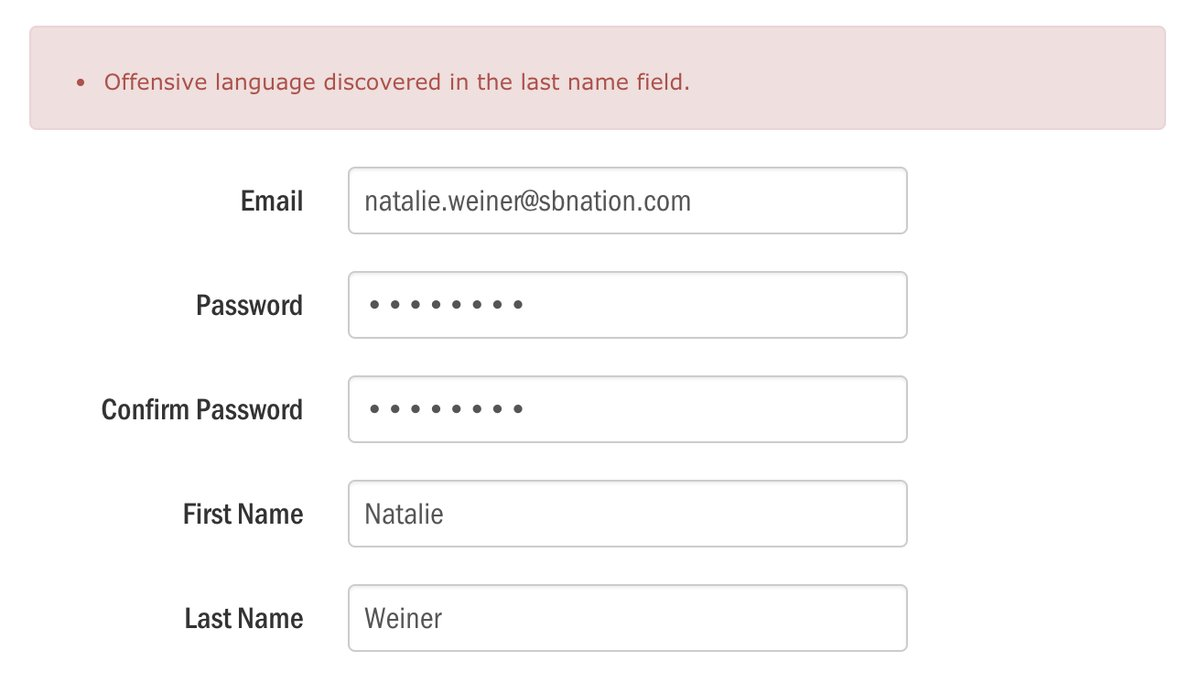 • Offensive language discovered in the last name field.
Email natalie.weiner@sbnation.com
Password ••••••••
Confirm Password ••••••••
First Name Natalie
Last Name Weiner